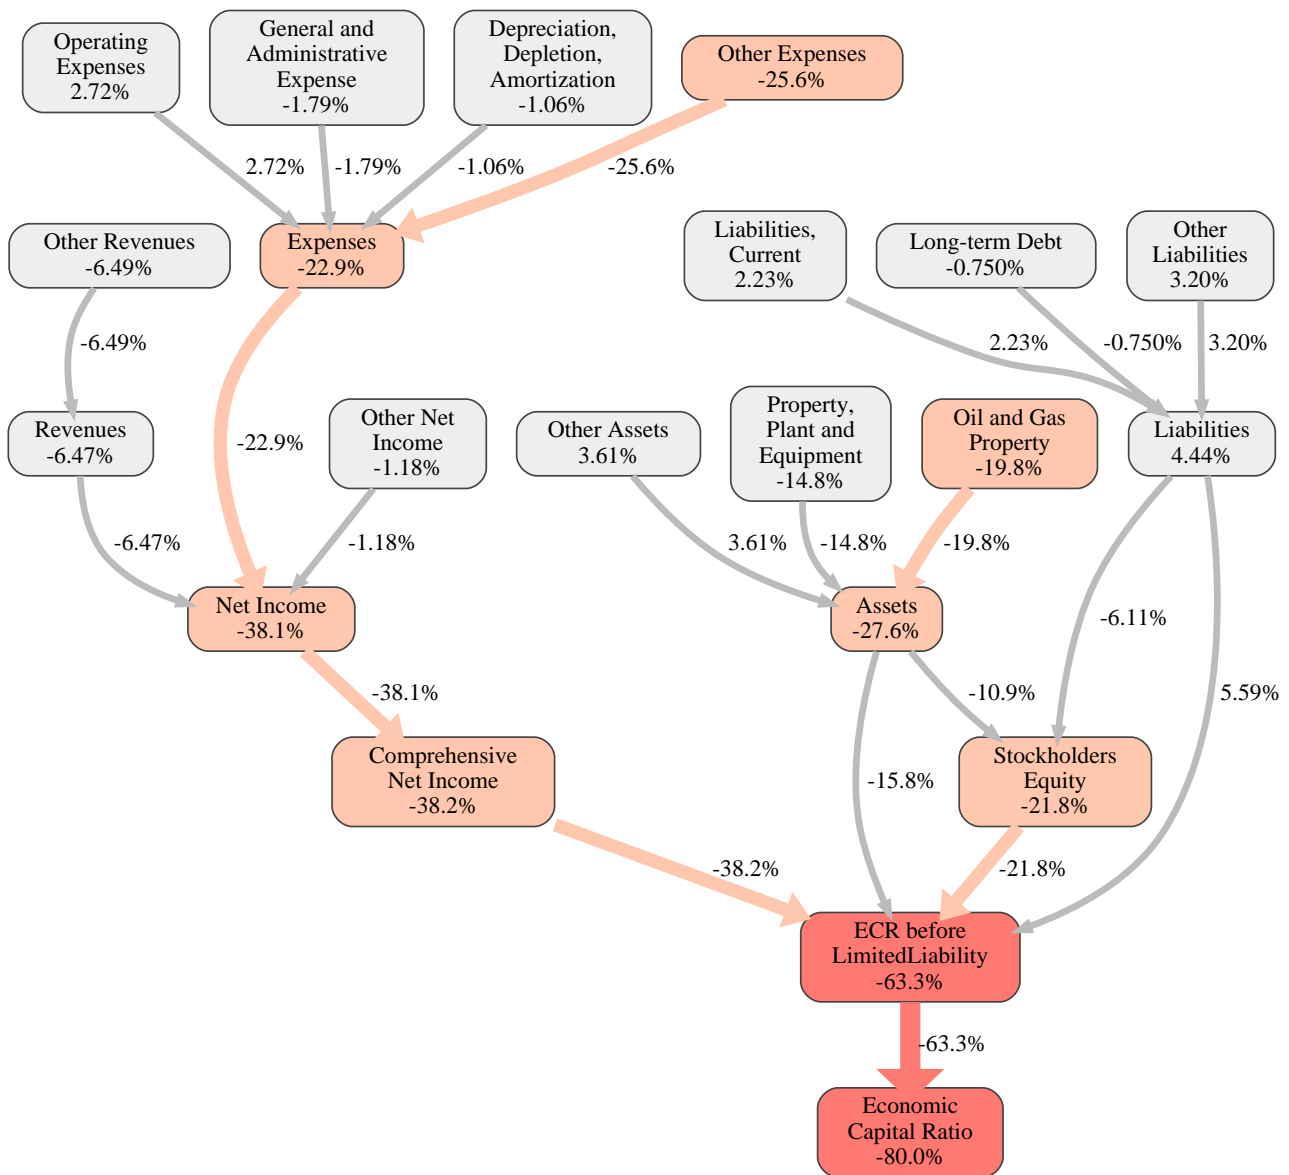 Operating
Expenses
2.72%
General and
Administrative
Expense
-1.79%
Depreciation,
Depletion,
Amortization
-1.06%
Other Expenses
-25.6%
2.72%
-1.79%
-1.06%
-25.6%
Other Revenues
-6.49%
Expenses
-22.9%
Liabilities,
Current
2.23%
Long-term Debt
-0.750%
Other
Liabilities
3.20%
-6.49%
2.23%
-0.750%
3.20%
Revenues
-6.47%
-22.9%
Other Net
Income
-1.18%
Other Assets
3.61%
Property,
Plant and
Equipment
-14.8%
Oil and Gas
Property
-19.8%
Liabilities
4.44%
-6.47%
-1.18%
3.61%
-14.8%
-19.8%
Net Income
-38.1%
Assets
-27.6%
-6.11%
-38.1%
-10.9%
5.59%
Comprehensive
Net Income
-38.2%
-15.8%
Stockholders
Equity
-21.8%
-38.2%
-21.8%
ECR before
LimitedLiability
-63.3%
-63.3%
Economic
Capital Ratio
-80.0%